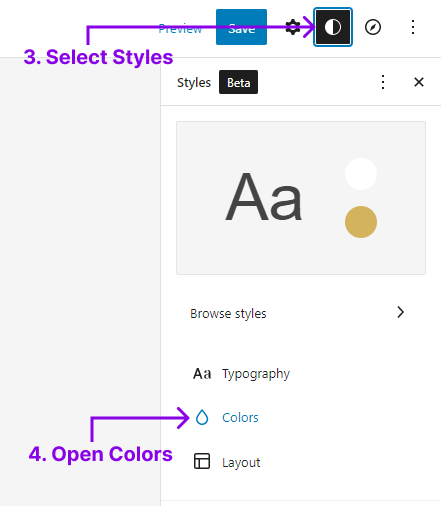 Preview Save
3. Select Styles
Styles Beta
Aa
Browse styles
Aa Typography
Colors
4. Open Colors
Layout